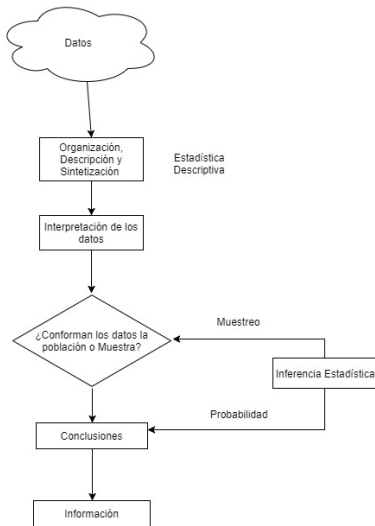 Datos
Organización,
Descripción y
Sintetización
Estadística
Descriptiva
Interpretación de los
datos
¿Conforman los datos la
población o Muestra?
Muestreo
Inferencia Estadística
Probabilidad
Conclusiones
Información